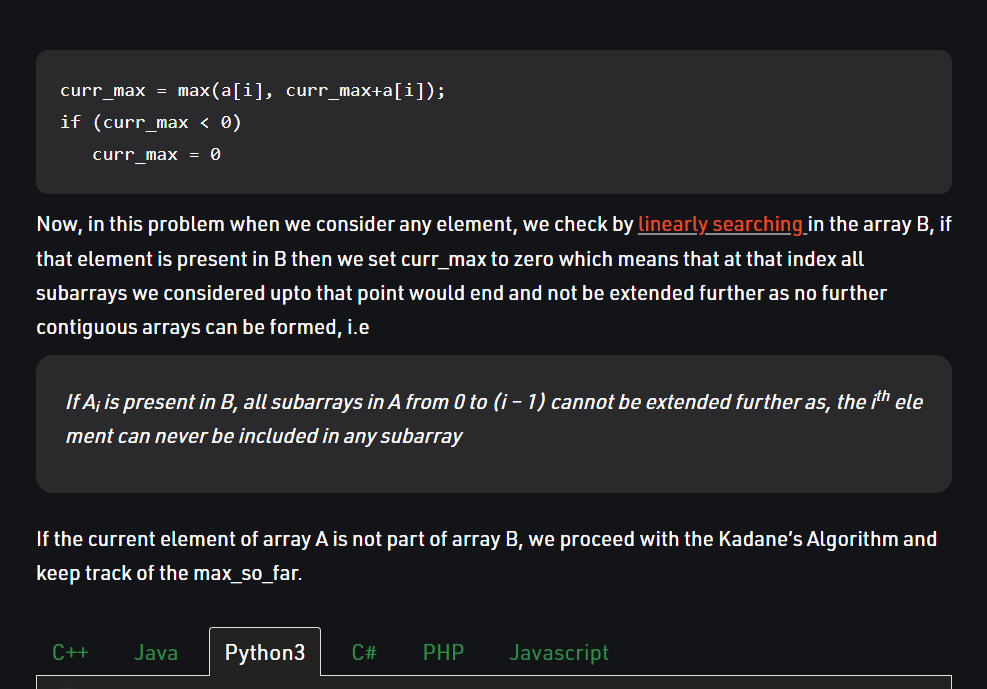 curr_max = max(a[i], curr_max+a[i]);
if (curr_max < 0)
curr_max = 0
Now, in this problem when we consider any element, we check by linearly searching in the array B, if
that element is present in B then we set curr_max to zero which means that at that index all
subarrays we considered upto that point would end and not be extended further as no further
contiguous arrays can be formed, i.e
If Aᵢ is present in B, all subarrays in A from 0 to (i – 1) cannot be extended further as, the iᵗʰ ele
ment can never be included in any subarray
If the current element of array A is not part of array B, we proceed with the Kadane's Algorithm and
keep track of the max_so_far.
C++ Java Python3 C# PHP Javascript